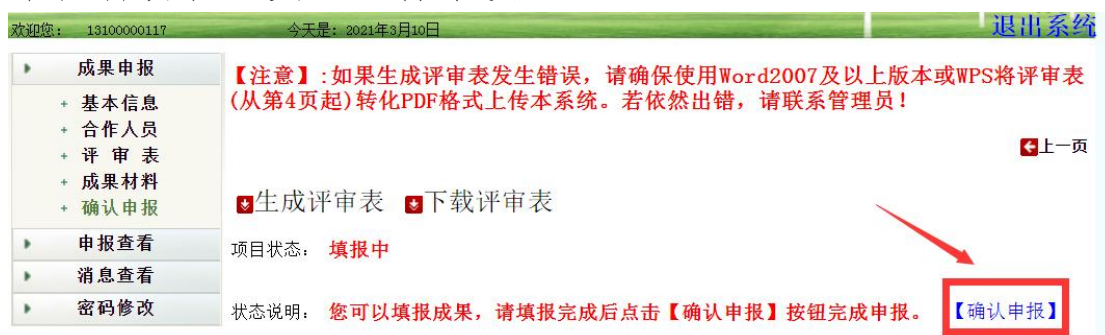 欢迎您: 13100000117 今天是: 2021年3月10日 退出系统
成果申报
+ 基本信息
+ 合作人员
+ 评 审 表
+ 成果材料
+ 确认申报
申报查看
消息查看
密码修改
【注意】:如果生成评审表发生错误，请确保使用Word2007及以上版本或WPS将评审表
(从第4页起)转化PDF格式上传本系统。若依然出错，请联系管理员！
上一页
生成评审表 下载评审表
项目状态: 填报中
状态说明: 您可以填报成果，请填报完成后点击【确认申报】按钮完成申报。 【确认申报】